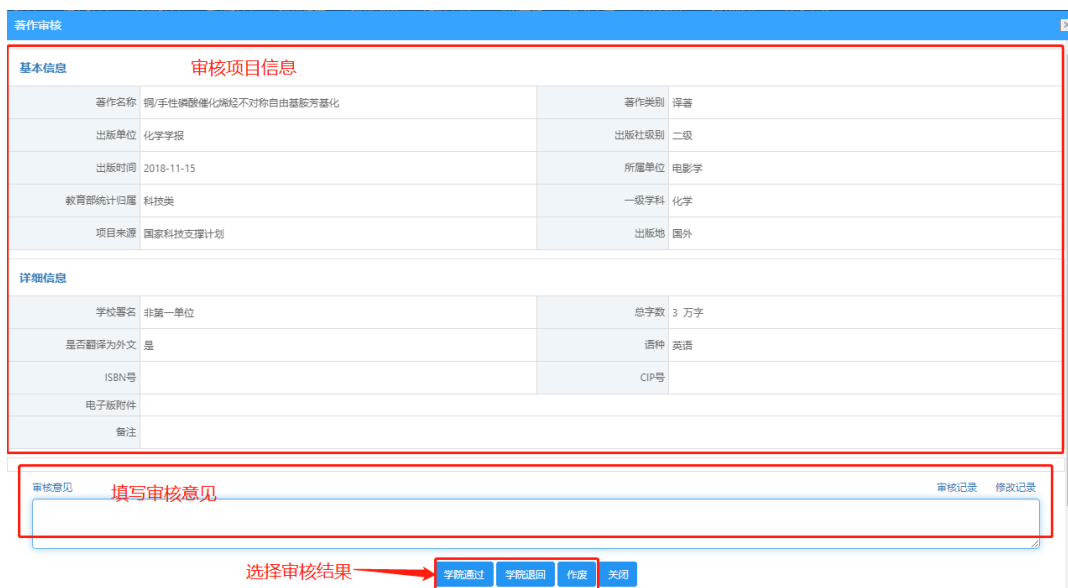 著作审核
基本信息 审核项目信息
著作名称 铜/手性磷酸催化烯烃不对称自由基胺芳基化 著作类别 译著
出版单位 化学学报 出版社级别 二级
出版时间 2018-11-15 所属单位 电影学
教育部统计归属 科技类 一级学科 化学
项目来源 国家科技支撑计划 出版地 国外
详细信息
学校署名 非第一单位 总字数 3 万字
是否翻译为外文 是 语种 英语
ISBN号 CIP号
电子版附件
备注
审核意见 填写审核意见 审核记录 修改记录
选择审核结果 学院通过 学院退回 作废 关闭